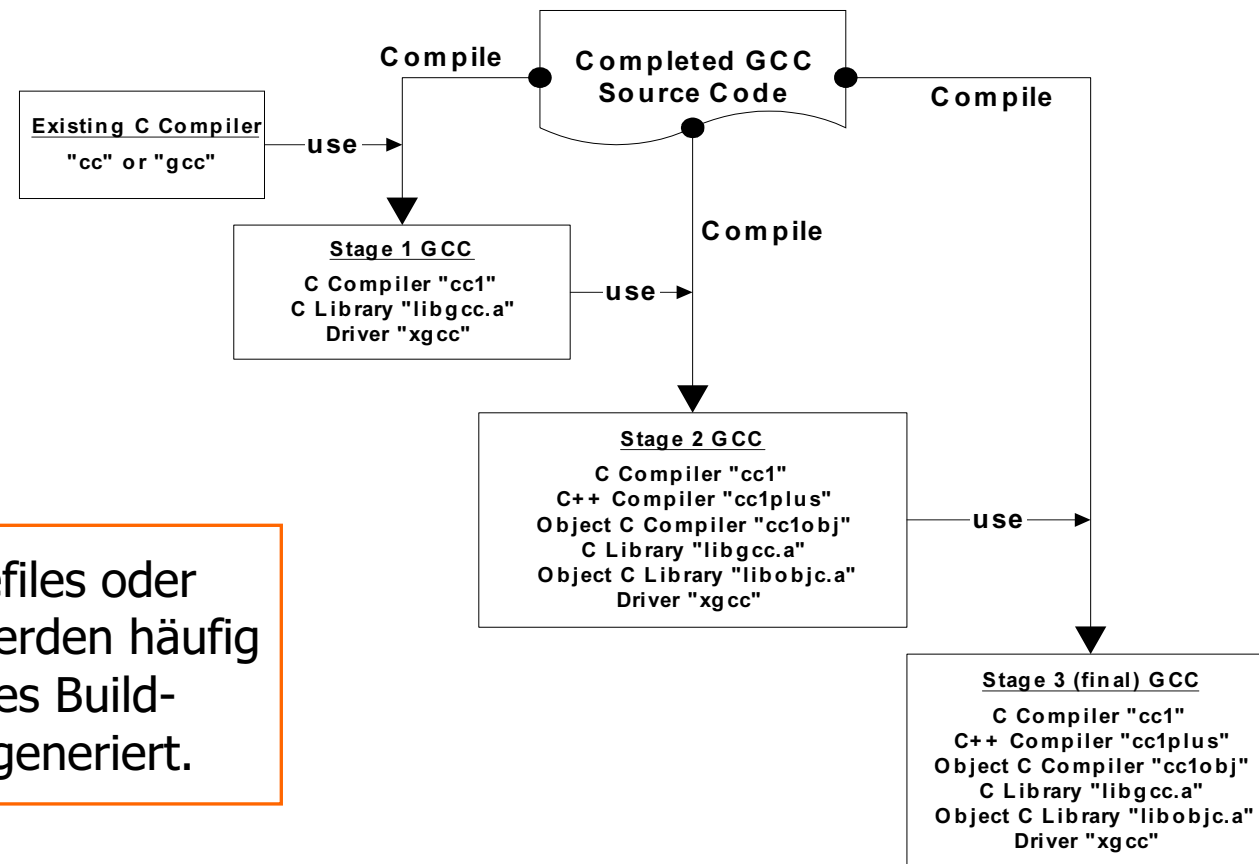 Compile
Completed GCC
Source Code
Compile
Existing C Compiler
"cc" or "gcc"
use
Stage 1 GCC
C Compiler "cc1"
C Library "libgcc.a"
Driver "xgcc"
use
Compile
Stage 2 GCC
C Compiler "cc1"
C++ Compiler "cc1plus"
Object C Compiler "cc1obj"
C Library "libgcc.a"
Object C Library "libobjc.a"
Driver "xgcc"
use
Stage 3 (final) GCC
C Compiler "cc1"
C++ Compiler "cc1plus"
Object C Compiler "cc1obj"
C Library "libgcc.a"
Object C Library "libobjc.a"
Driver "xgcc"
efiles oder
erden häufig
es Build-
generiert.